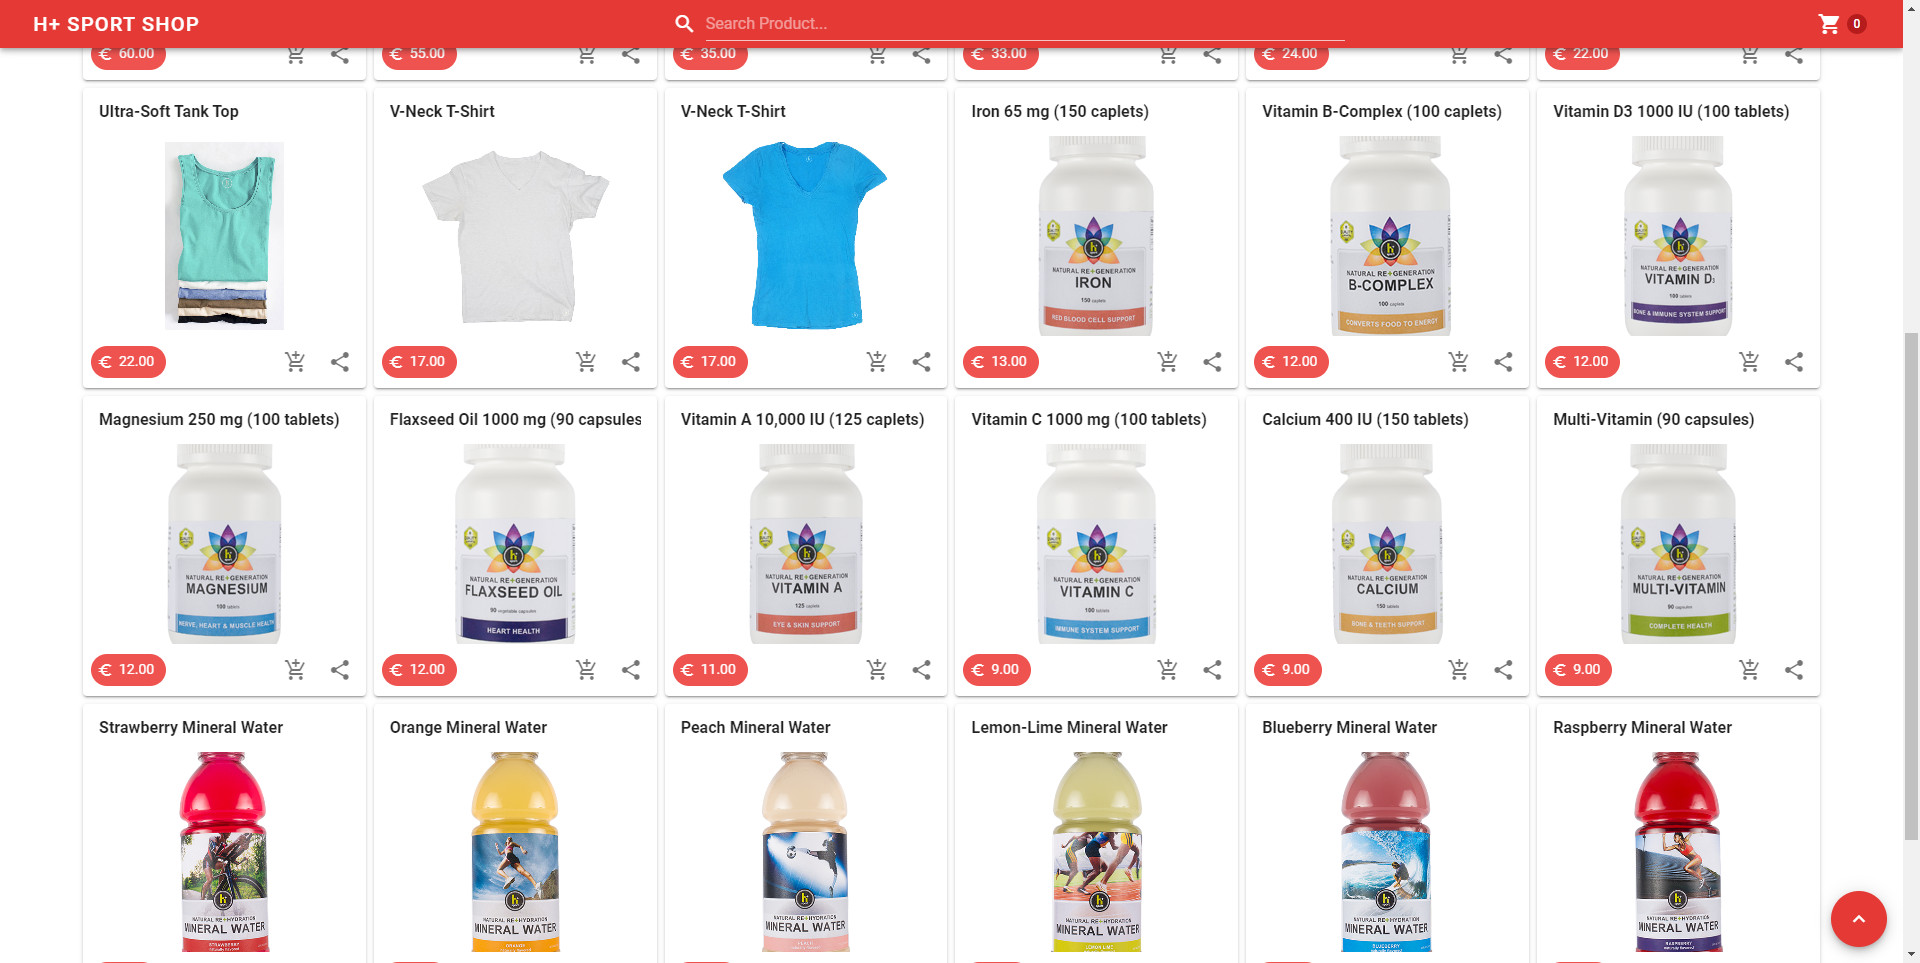 H+ SPORT SHOP
Search Product...
0
€ 60.00
€ 55.00
€ 35.00
€ 33.00
€ 24.00
€ 22.00
Ultra-Soft Tank Top
V-Neck T-Shirt
V-Neck T-Shirt
Iron 65 mg (150 caplets)
Vitamin B-Complex (100 caplets)
Vitamin D3 1000 IU (100 tablets)
NATURAL RE+GENERATION
IRON
150 caplets
RED BLOOD CELL SUPPORT
NATURAL RE+GENERATION
B-COMPLEX
100 caplets
CONVERTS FOOD TO ENERGY
NATURAL RE+GENERATION
VITAMIN D3
100 tablets
BONE & IMMUNE SYSTEM SUPPORT
€ 22.00
€ 17.00
€ 17.00
€ 13.00
€ 12.00
€ 12.00
Magnesium 250 mg (100 tablets)
Flaxseed Oil 1000 mg (90 capsules
Vitamin A 10,000 IU (125 caplets)
Vitamin C 1000 mg (100 tablets)
Calcium 400 IU (150 tablets)
Multi-Vitamin (90 capsules)
NATURAL RE+GENERATION
MAGNESIUM
100 tablets
NERVE, HEART & MUSCLE HEALTH
NATURAL RE+GENERATION
FLAXSEED OIL
90 vegetable capsules
HEART HEALTH
NATURAL RE+GENERATION
VITAMIN A
125 caplets
EYE & SKIN SUPPORT
NATURAL RE+GENERATION
VITAMIN C
100 tablets
IMMUNE SYSTEM SUPPORT
NATURAL RE+GENERATION
CALCIUM
150 tablets
BONE & TEETH SUPPORT
NATURAL RE+GENERATION
MULTI-VITAMIN
90 capsules
COMPLETE HEALTH
€ 12.00
€ 12.00
€ 11.00
€ 9.00
€ 9.00
€ 9.00
Strawberry Mineral Water
Orange Mineral Water
Peach Mineral Water
Lemon-Lime Mineral Water
Blueberry Mineral Water
Raspberry Mineral Water
NATURAL RE+HYDRATION
MINERAL WATER
STRAWBERRY
naturally flavored
NATURAL RE+HYDRATION
MINERAL WATER
ORANGE
NATURAL RE+HYDRATION
MINERAL WATER
PEACH
NATURAL RE+HYDRATION
MINERAL WATER
LEMON-LIME
NATURAL RE+HYDRATION
MINERAL WATER
BLUEBERRY
naturally flavored
NATURAL RE+HYDRATION
MINERAL WATER
RASPBERRY
naturally flavored